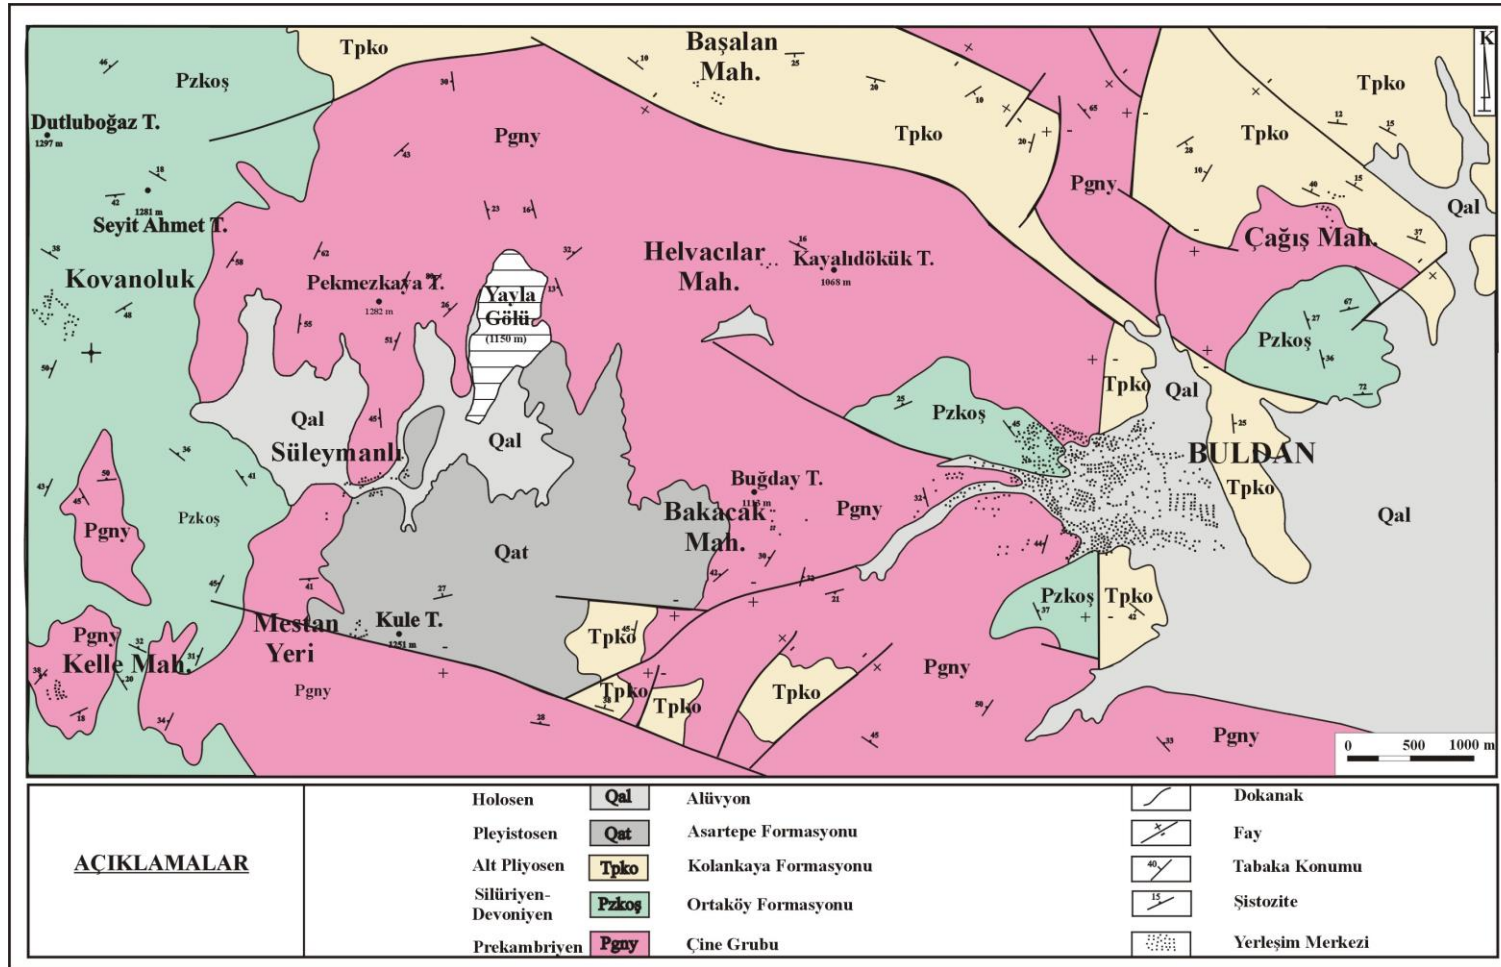 K
Tpko
Başalan
Mah.
Pzkoş
Tpko
Dutluboğaz T.
1297 m
Pgny
Tpko
Tpko
Pgny
Qal
1281 m
Seyit Ahmet T.
Çağış Mah.
Helvacılar
Mah.
Kayalıdökük T.
1068 m
Kovanoluk
Pekmezkaya T.
1282 m
Yayla
Gölü
(1150 m)
Pzkoş
Tpko
Qal
Pzkoş
Qal
Süleymanlı
Qal
BULDAN
Buğday T.
Tpko
Pzkoş
Pgny
Bakacak
Mah.
Pgny
Qal
Qat
Pzkoş
Tpko
Mestan
Yeri
Kule T.
1251 m
Tpko
Pgny
Kelle Mah.
Pgny
Pgny
Tpko
Tpko
Tpko
Pgny
0 500 1000 m
AÇIKLAMALAR
Holosen Qal Alüvyon
Pleyistosen Qat Asartepe Formasyonu
Alt Pliyosen Tpko Kolankaya Formasyonu
Silüriyen-
Devoniyen Pzkoş Ortaköy Formasyonu
Prekambriyen Pgny Çine Grubu
Dokanak
Fay
40 Tabaka Konumu
15 Şistozite
Yerleşim Merkezi